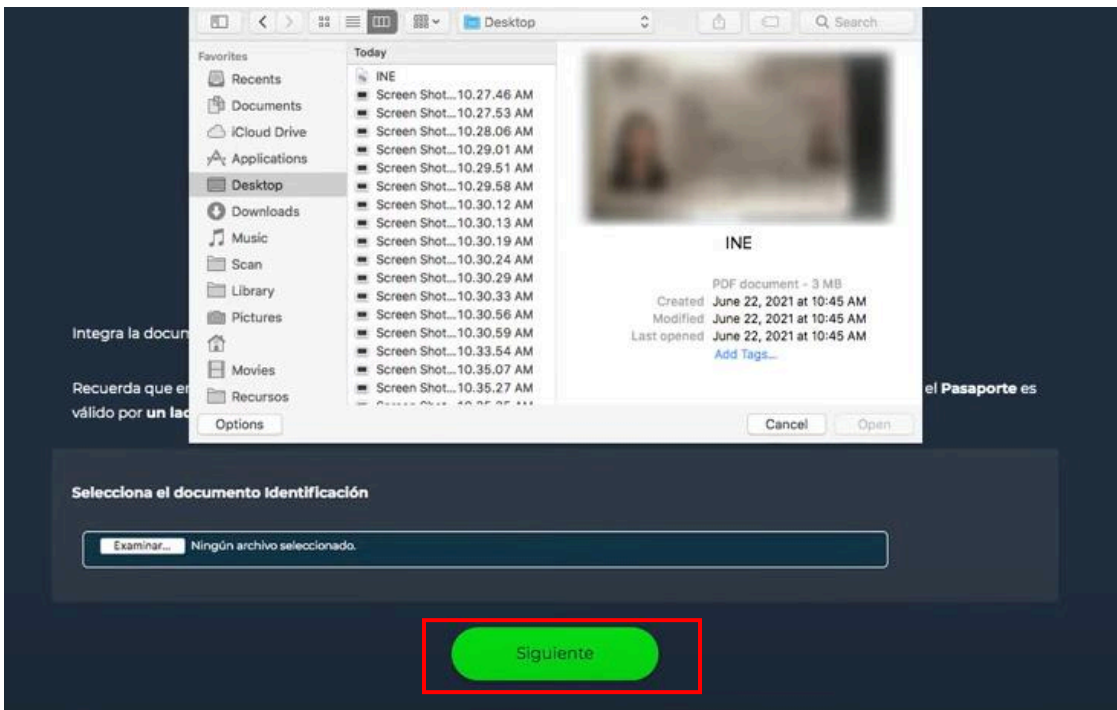 Desktop
Search
Favorites
Recents
Documents
iCloud Drive
Applications
Desktop
Downloads
Music
Scan
Library
Pictures
Movies
Recursos
Today
INE
Screen Shot...10.27.46 AM
Screen Shot...10.27.53 AM
Screen Shot...10.28.06 AM
Screen Shot...10.29.01 AM
Screen Shot...10.29.51 AM
Screen Shot...10.29.58 AM
Screen Shot...10.30.12 AM
Screen Shot...10.30.13 AM
Screen Shot...10.30.19 AM
Screen Shot...10.30.24 AM
Screen Shot...10.30.29 AM
Screen Shot...10.30.33 AM
Screen Shot...10.30.56 AM
Screen Shot...10.30.59 AM
Screen Shot...10.33.54 AM
Screen Shot...10.35.07 AM
Screen Shot...10.35.27 AM
INE
PDF document - 3 MB
Created June 22, 2021 at 10:45 AM
Modified June 22, 2021 at 10:45 AM
Last opened June 22, 2021 at 10:45 AM
Add Tags...
Options
Cancel
Open
Integra la docum
Recuerda que en el Pasaporte es
válido por un lad
Selecciona el documento Identificación
Examinar... Ningún archivo seleccionado.
Siguiente